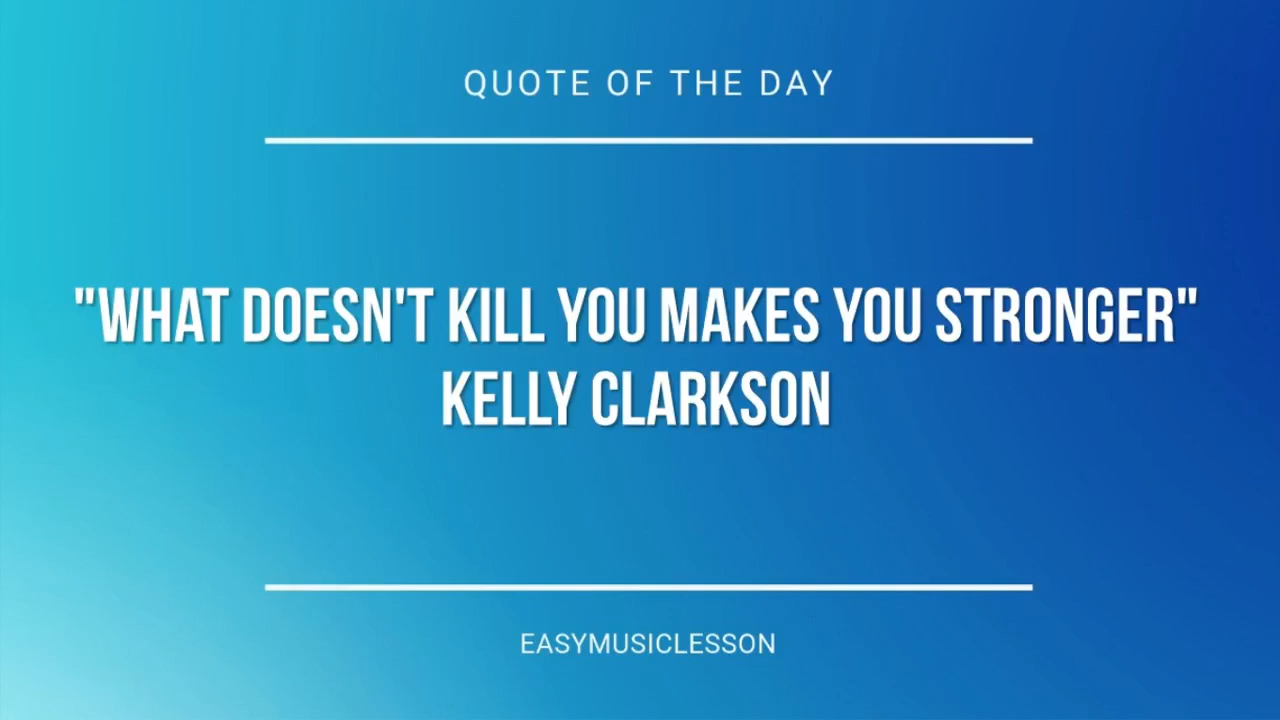 QUOTE OF THE DAY
"WHAT DOESN'T KILL YOU MAKES YOU STRONGER"
KELLY CLARKSON
EASYMUSICLESSON